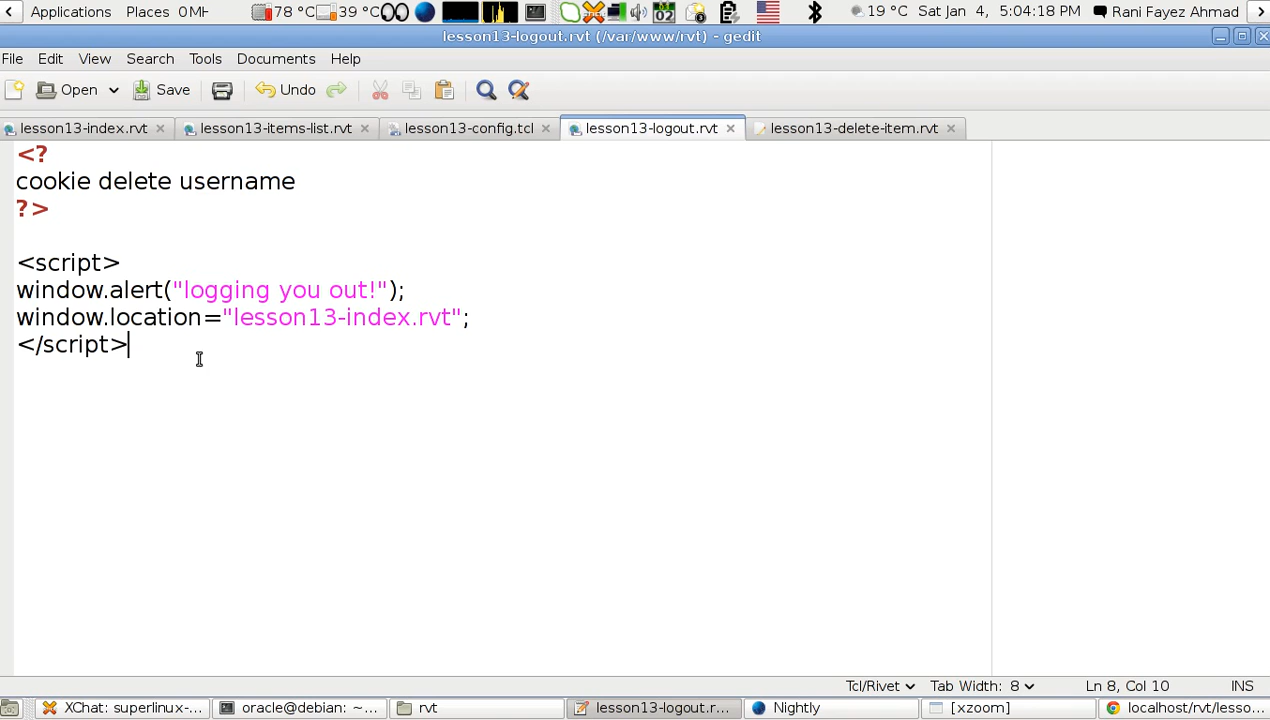 Applications Places 0 MH 78 °C 39 °C 19 °C Sat Jan 4, 5:04:18 PM Rani Fayez Ahmad
lesson13-logout.rvt (/var/www/rvt) - gedit
File Edit View Search Tools Documents Help
Open Save Undo
lesson13-index.rvt lesson13-items-list.rvt lesson13-config.tcl lesson13-logout.rvt lesson13-delete-item.rvt
<?
cookie delete username
?>
<script>
window.alert("logging you out!");
window.location="lesson13-index.rvt";
</script>
Tcl/Rivet Tab Width: 8 Ln 8, Col 10 INS
XChat: superlinux-... oracle@debian: ~... rvt lesson13-logout.r... Nightly [xzoom] localhost/rvt/lesso...